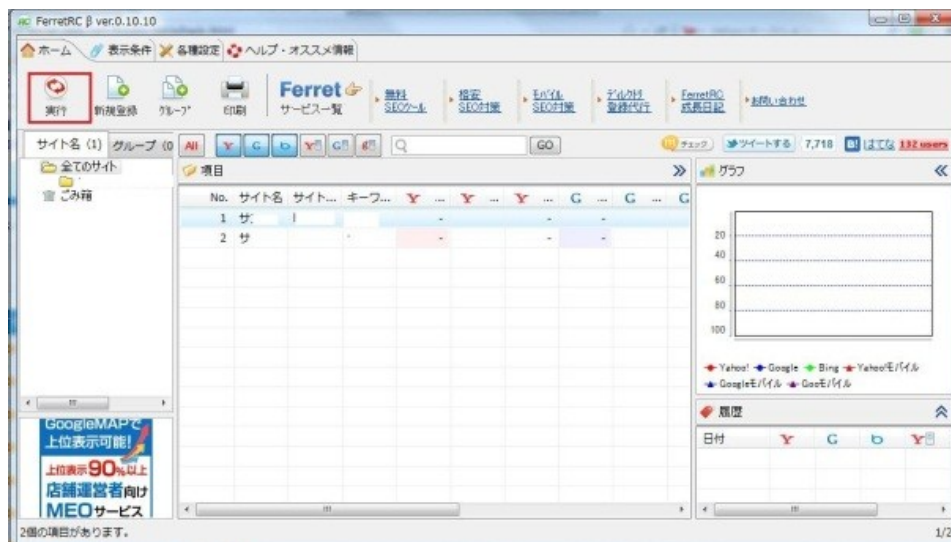 FerretRC β ver.0.10.10
ホーム 表示条件 各種設定 ヘルプ・オススメ情報
実行 新規登録 グループ 印刷 Ferret サービス一覧 無料 SEOツール 格安 SEO対策 モバイル SEO対策 ディレクトリ 登録代行 FerretRC 成長日記 お問い合わせ
サイト名 (1) グループ (0 All Y G b Y G g GO チェック ツイートする 7,718 B! はてな 132 users
全てのサイト
ごみ箱
項目
No. サイト名 サイト... キーワ... Y ... Y ... Y ... G ... G ... G
1 サ
2 サ
グラフ
20
40
60
80
100
Yahoo! Google Bing Yahoo!モバイル
Googleモバイル Gooモバイル
履歴
日付 Y G b Y
GoogleMAPで
上位表示可能!
上位表示90%以上
店舗運営者向け
MEOサービス
2個の項目があります。
1/2